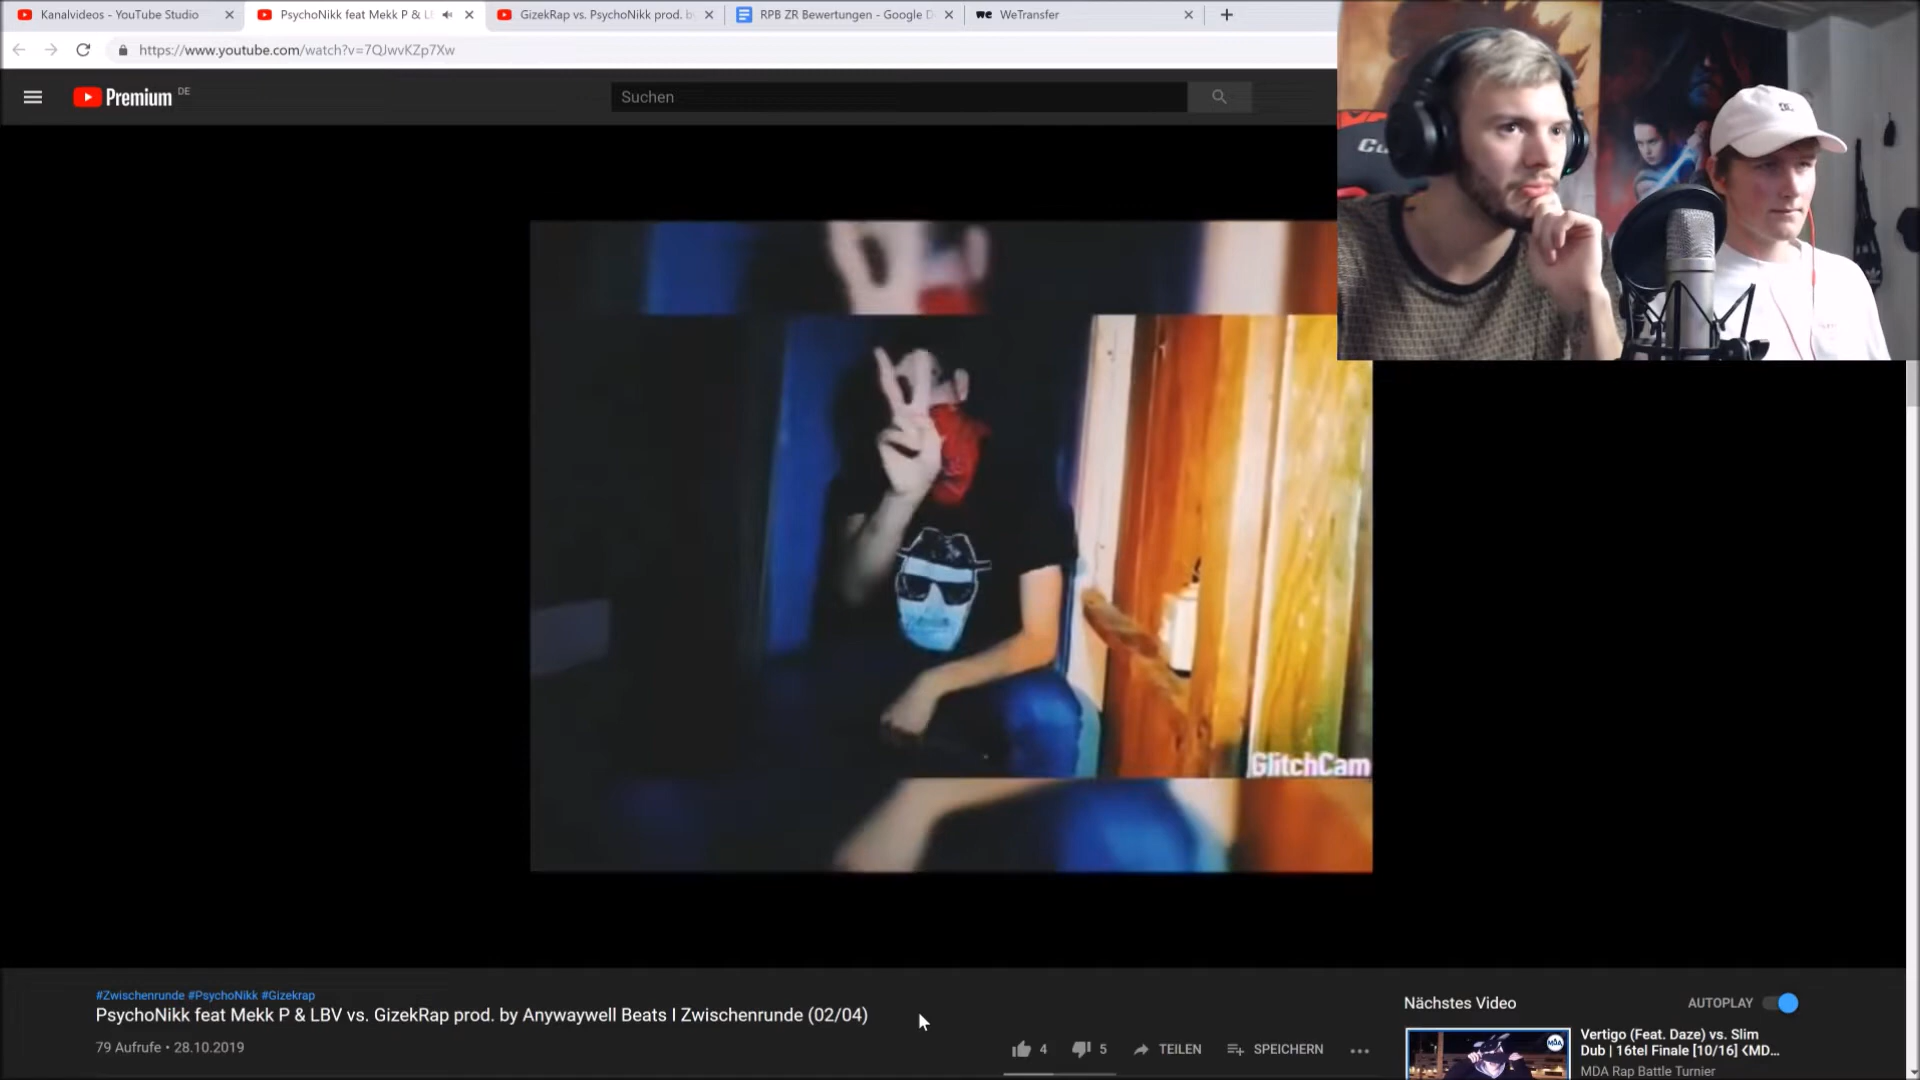 Kanalvideos - YouTube Studio
PsychoNikk feat Mekk P & L
GizekRap vs. PsychoNikk prod. b
RPB ZR Bewertungen - Google D
we WeTransfer
https://www.youtube.com/watch?v=7QJwvKZp7Xw
Premium DE
Suchen
GlitchCam
#Zwischenrunde #PsychoNikk #Gizekrap
PsychoNikk feat Mekk P & LBV vs. GizekRap prod. by Anywaywell Beats I Zwischenrunde (02/04)
79 Aufrufe • 28.10.2019
4
5
TEILEN
SPEICHERN
Nächstes Video
AUTOPLAY
Vertigo (Feat. Daze) vs. Slim
Dub | 16tel Finale [10/16] <MD...
MDA Rap Battle Turnier